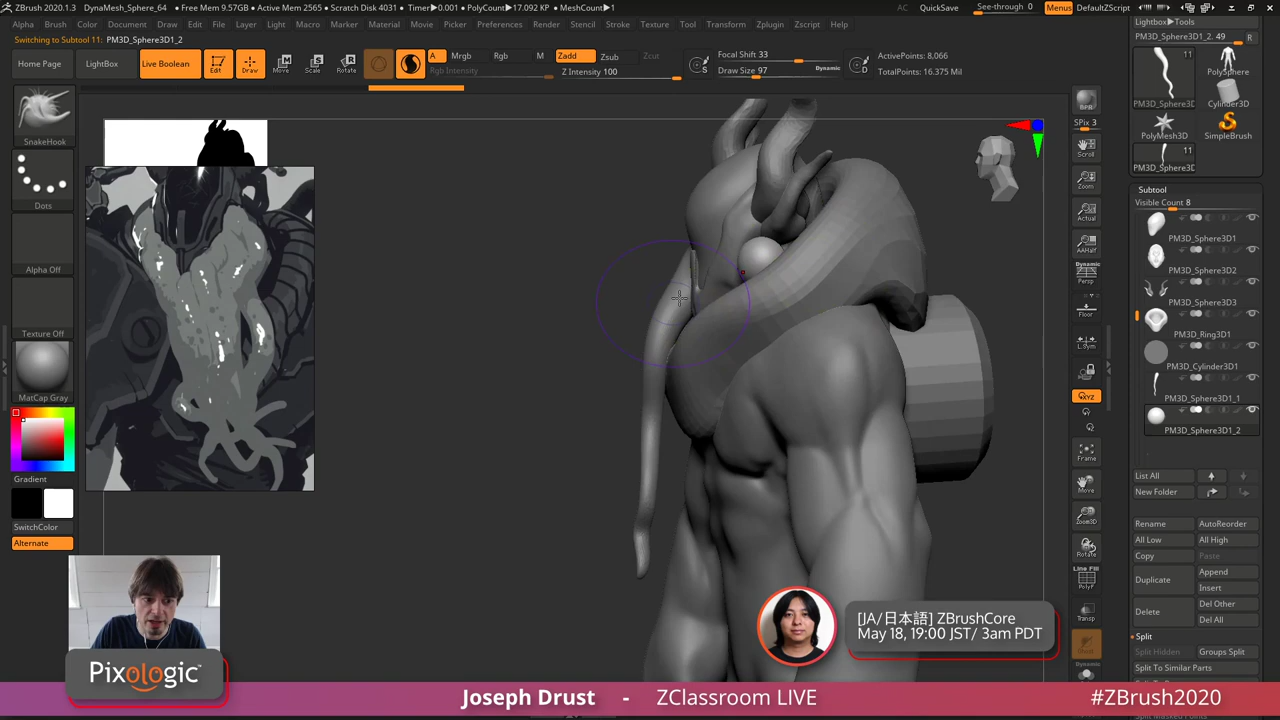 ZBrush 2020.1.3 DynaMesh_Sphere_64 • Free Mem 9.57GB • Active Mem 2565 • Scratch Disk 4031 • Timer▶0.001 • PolyCount▶17.092 KP • MeshCount▶1
AC QuickSave See-through 0 Menus DefaultZScript
Alpha Brush Color Document Draw Edit File Layer Light Macro Marker Material Movie Picker Preferences Render Stencil Stroke Texture Tool Transform Zplugin Zscript Help
Switching to Subtool 11: PM3D_Sphere3D1_2
Home Page LightBox Live Boolean Edit Draw Move Scale Rotate
A Mrgb Rgb M Zadd Zsub Zcut
Rgb Intensity Z Intensity 100
Focal Shift 33
Draw Size 97 Dynamic
ActivePoints: 8,066
TotalPoints: 16.375 Mil
SnakeHook
Dots
Alpha Off
Texture Off
MatCap Gray
Gradient
SwitchColor
Alternate
BPR
SPix 3
Scroll
Zoom
Actual
AAHalf
Dynamic
Persp
Floor
L.Sym
XYZ
Frame
Move
Zoom3D
Rotate
Line Fill
PolyF
Transp
Dynamic
Lightbox▶Tools
PM3D_Sphere3D1_2. 49 R
11
PM3D_Sphere3D
PolySphere
Cylinder3D
PolyMesh3D
SimpleBrush
11
PM3D_Sphere3D
Subtool
Visible Count 8
PM3D_Sphere3D1
PM3D_Sphere3D2
PM3D_Sphere3D3
PM3D_Ring3D1
PM3D_Cylinder3D1
PM3D_Sphere3D1_1
PM3D_Sphere3D1_2
List All
New Folder
Rename AutoReorder
All Low All High
Copy Paste
Duplicate Append
Insert
Delete Del Other
Del All
Split
Split Hidden Groups Split
Split To Similar Parts
Split Masked Points
[JA/日本語] ZBrushCore
May 18, 19:00 JST/ 3am PDT
Pixologic™
Joseph Drust - ZClassroom LIVE #ZBrush2020